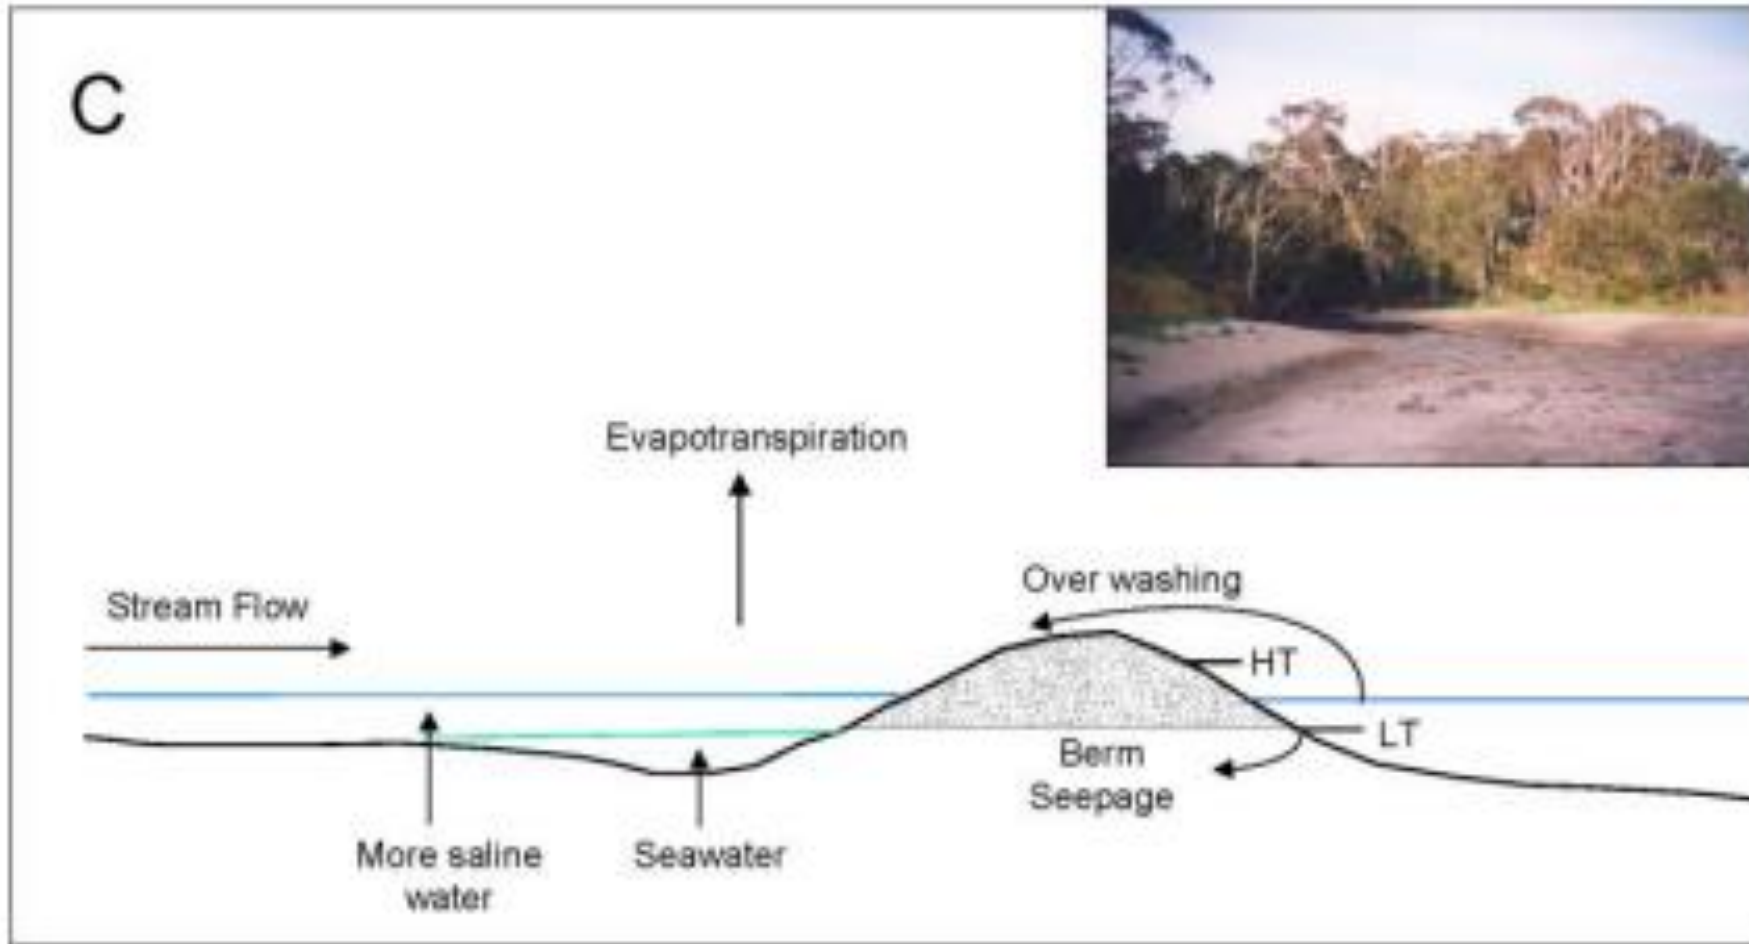 C
Evapotranspiration
Over washing
Stream Flow
HT
LT
Berm
Seepage
More saline
water
Seawater